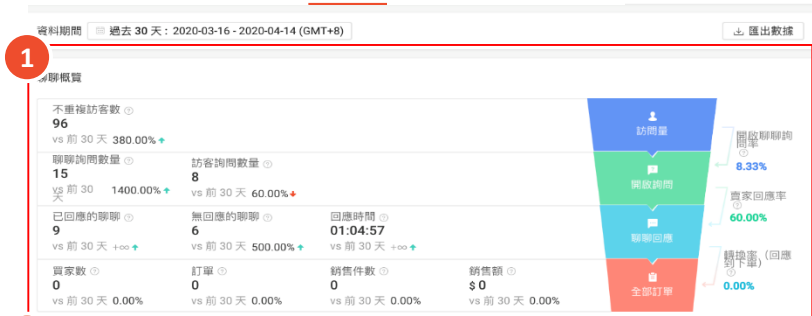 資料期間 過去 30 天 : 2020-03-16 - 2020-04-14 (GMT+8) 匯出數據
1
聊聊概覽
不重複訪客數
96
vs 前 30 天 380.00%
聊聊詢問數量 訪客詢問數量
15 8
vs 前 30 天 1400.00% vs 前 30 天 60.00%
已回應的聊聊 無回應的聊聊 回應時間
9 6 01:04:57
vs 前 30 天 +∞ vs 前 30 天 500.00% vs 前 30 天 +∞
買家數 訂單 銷售件數 銷售額
0 0 0 $ 0
vs 前 30 天 0.00% vs 前 30 天 0.00% vs 前 30 天 0.00% vs 前 30 天 0.00%
訪問量
開啟聊聊詢問率
8.33%
開啟詢問
賣家回應率
60.00%
聊聊回應
轉換率（回應到下單）
0.00%
全部訂單